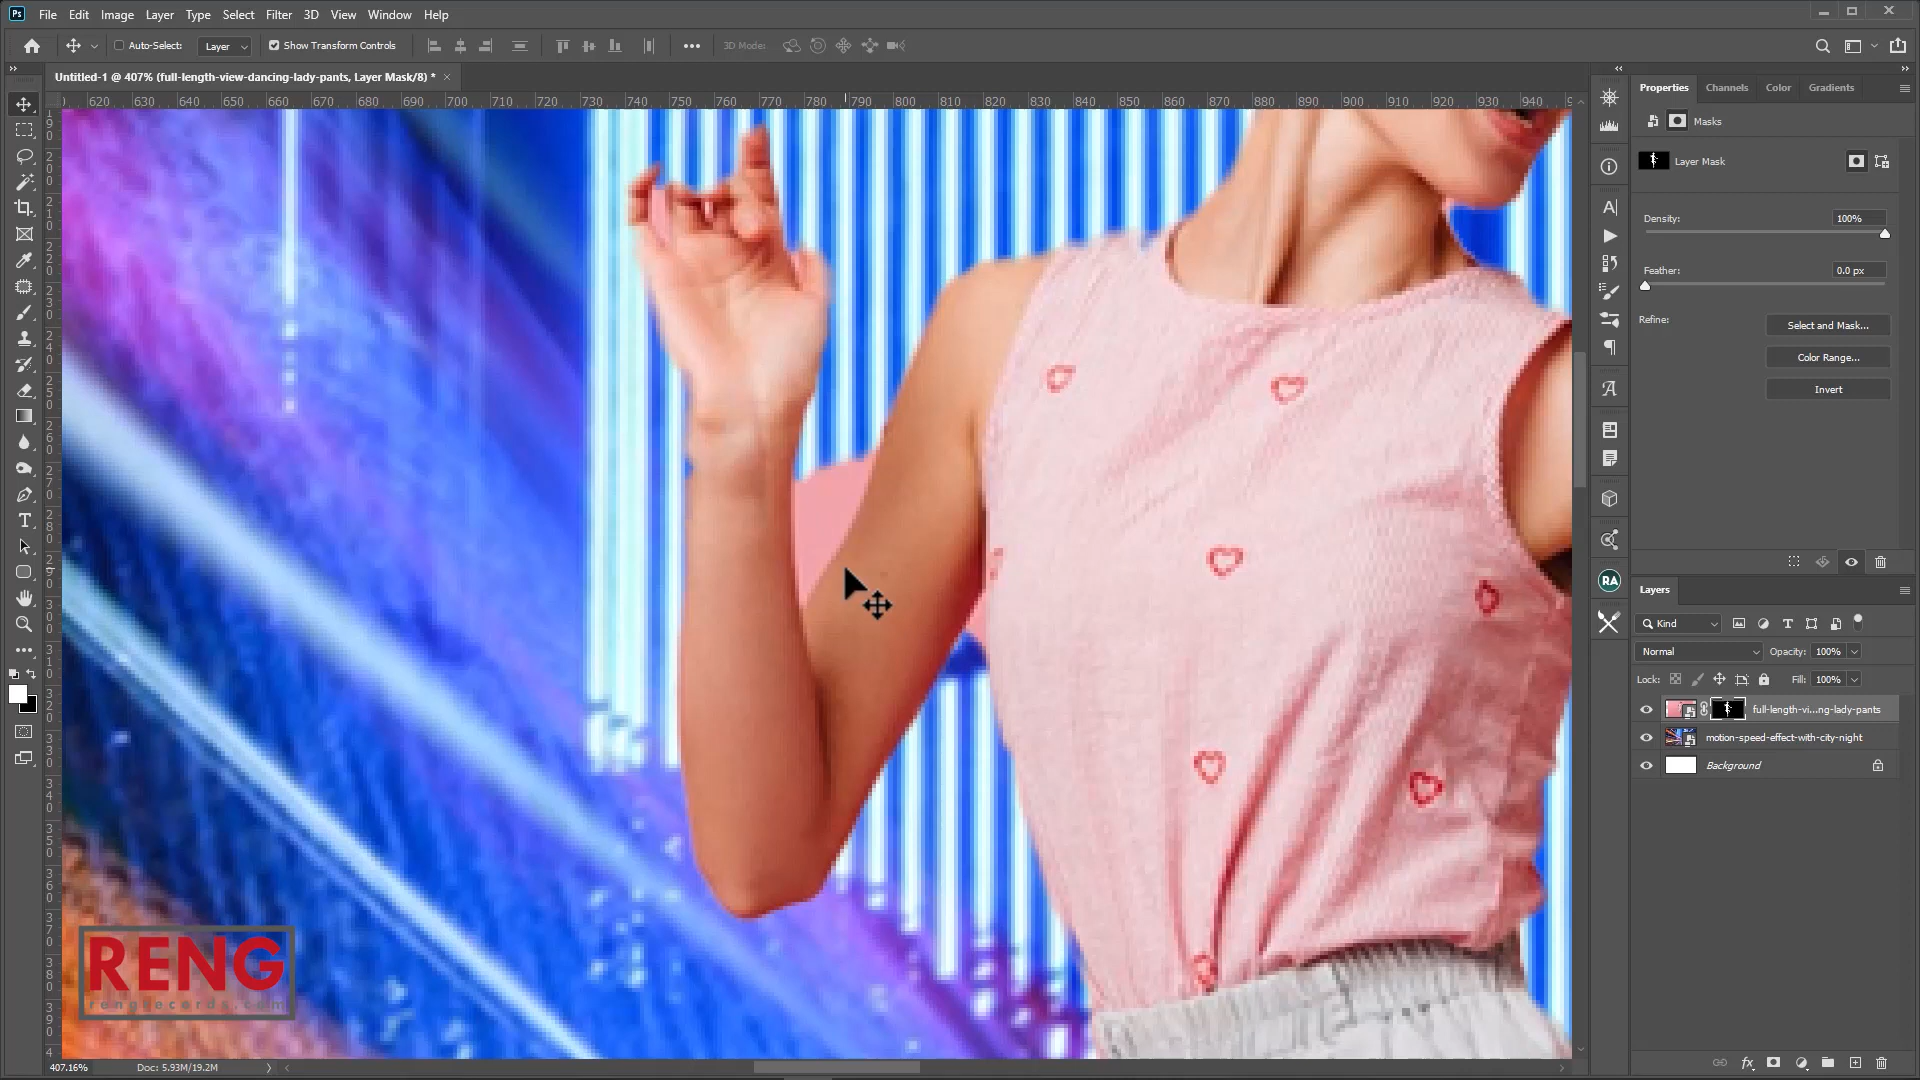 Ps File Edit Image Layer Type Select Filter 3D View Window Help
Auto-Select: Layer Show Transform Controls 3D Mode:
Untitled-1 @ 407% (full-length-view-dancing-lady-pants, Layer Mask/8) *
620 630 640 650 660 670 680 690 700 710 720 730 740 750 760 770 780 790 800 810 820 830 840 850 860 870 880 890 900 910 920 930 940
Properties Channels Color Gradients
Masks
Layer Mask
Density: 100%
Feather: 0.0 px
Refine: Select and Mask...
Color Range...
Invert
RA
Layers
Kind
Normal Opacity: 100%
Lock: Fill: 100%
full-length-vi...ng-lady-pants
motion-speed-effect-with-city-night
Background
RENG
rengrecords.com
407.16% Doc: 5.93M/19.2M